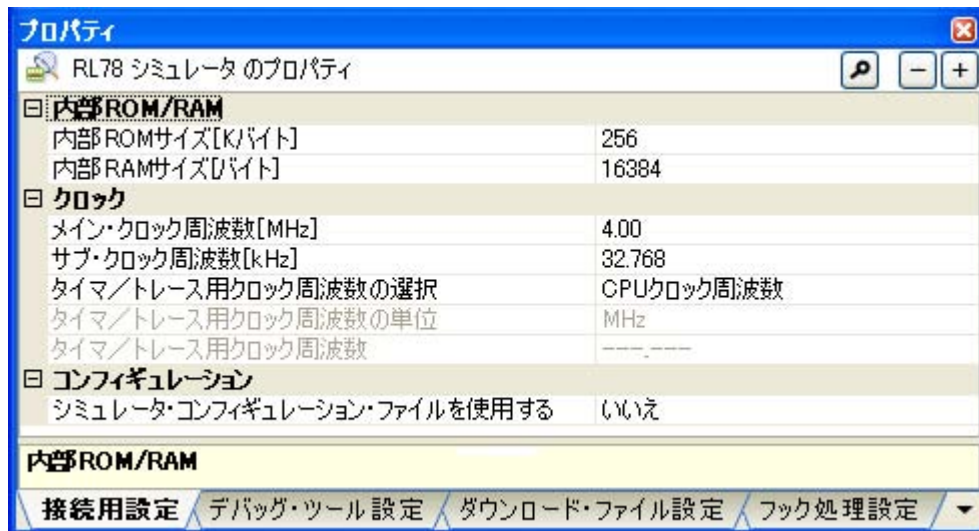 プロパティ
RL78 シミュレータ のプロパティ
内部ROM/RAM
内部ROMサイズ[Kバイト] 256
内部RAMサイズ[バイト] 16384
クロック
メイン・クロック周波数[MHz] 4.00
サブ・クロック周波数[kHz] 32.768
タイマ/トレース用クロック周波数の選択 CPUクロック周波数
タイマ/トレース用クロック周波数の単位 MHz
タイマ/トレース用クロック周波数 ---.---
コンフィギュレーション
シミュレータ・コンフィギュレーション・ファイルを使用する いいえ
内部ROM/RAM
接続用設定 デバッグ・ツール設定 ダウンロード・ファイル設定 フック処理設定